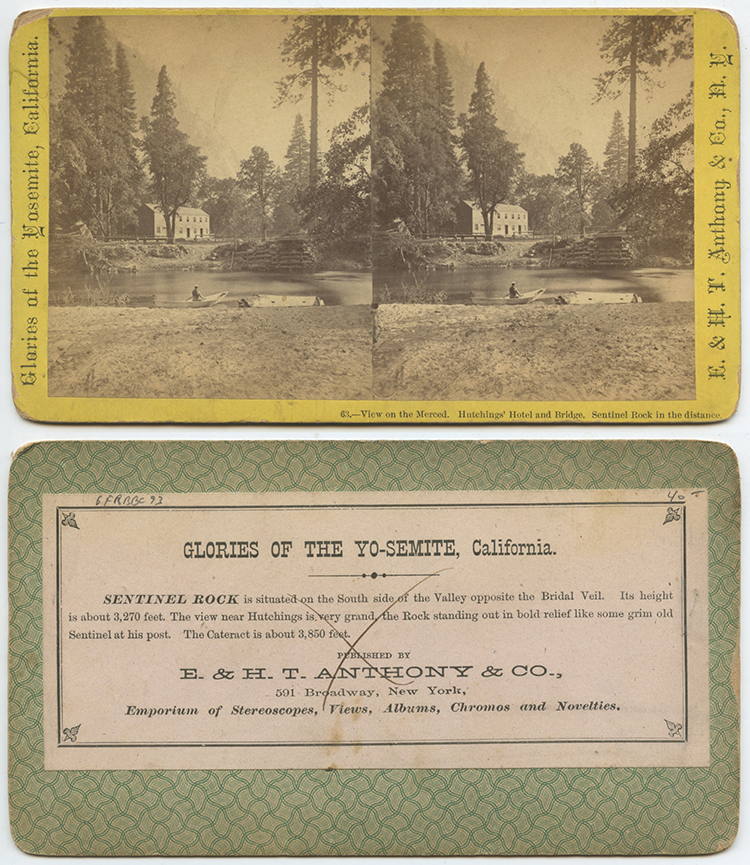 Glories of the Yosemite, California.
E. & H. T. Anthony & Co., N. Y.
63.—View on the Merced. Hutchings' Hotel and Bridge. Sentinel Rock in the distance.
6FRBBC93
40-
GLORIES OF THE YO-SEMITE, California.
SENTINEL ROCK is situated on the South side of the Valley opposite the Bridal Veil. Its height
is about 3,270 feet. The view near Hutchings is very grand, the Rock standing out in bold relief like some grim old
Sentinel at his post. The Cateract is about 3,850 feet.
PUBLISHED BY
E. & H. T. ANTHONY & CO.,
591 Broadway, New York,
Emporium of Stereoscopes, Views, Albums, Chromos and Novelties.